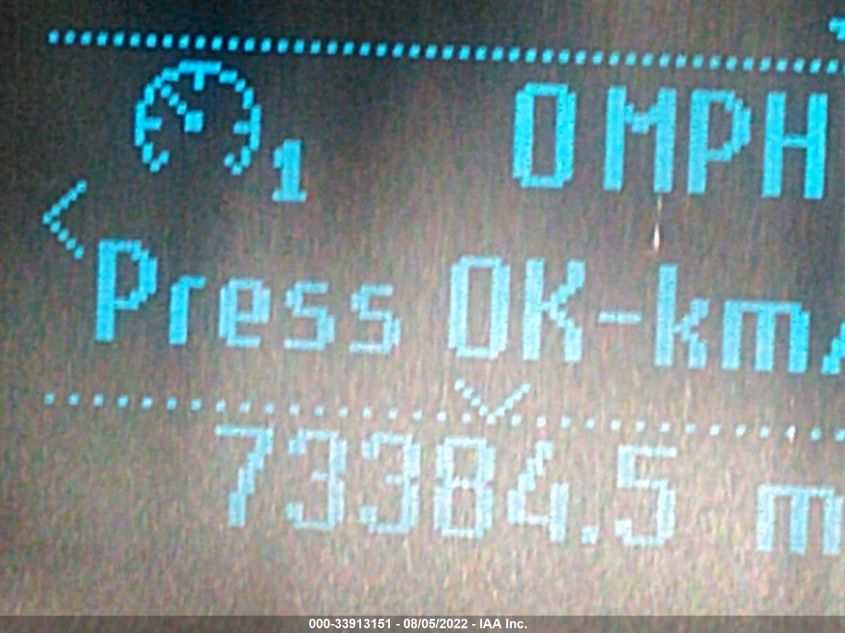 1 0 MPH
Press OK-km/
73384.5 m
000-33913151 - 08/05/2022 - IAA Inc.